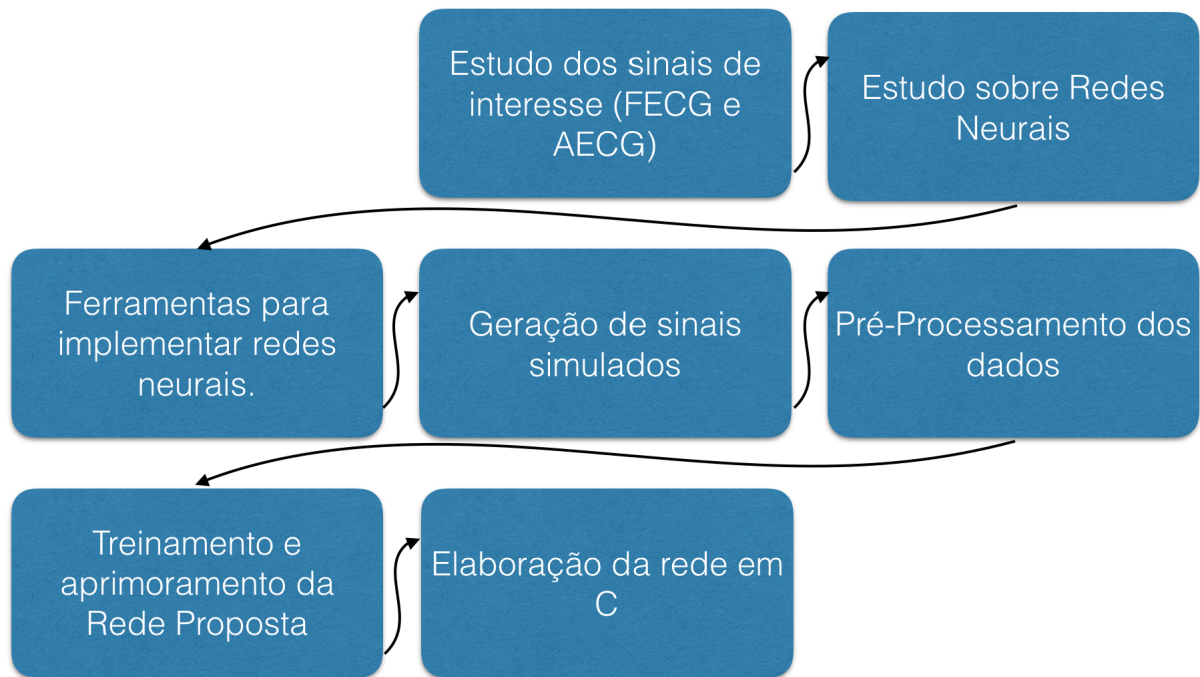 Estudo dos sinais de
interesse (FECG e
AECG)
Estudo sobre Redes
Neurais
Ferramentas para
implementar redes
neurais.
Geração de sinais
simulados
Pré-Processamento dos
dados
Treinamento e
aprimoramento da
Rede Proposta
Elaboração da rede em
C